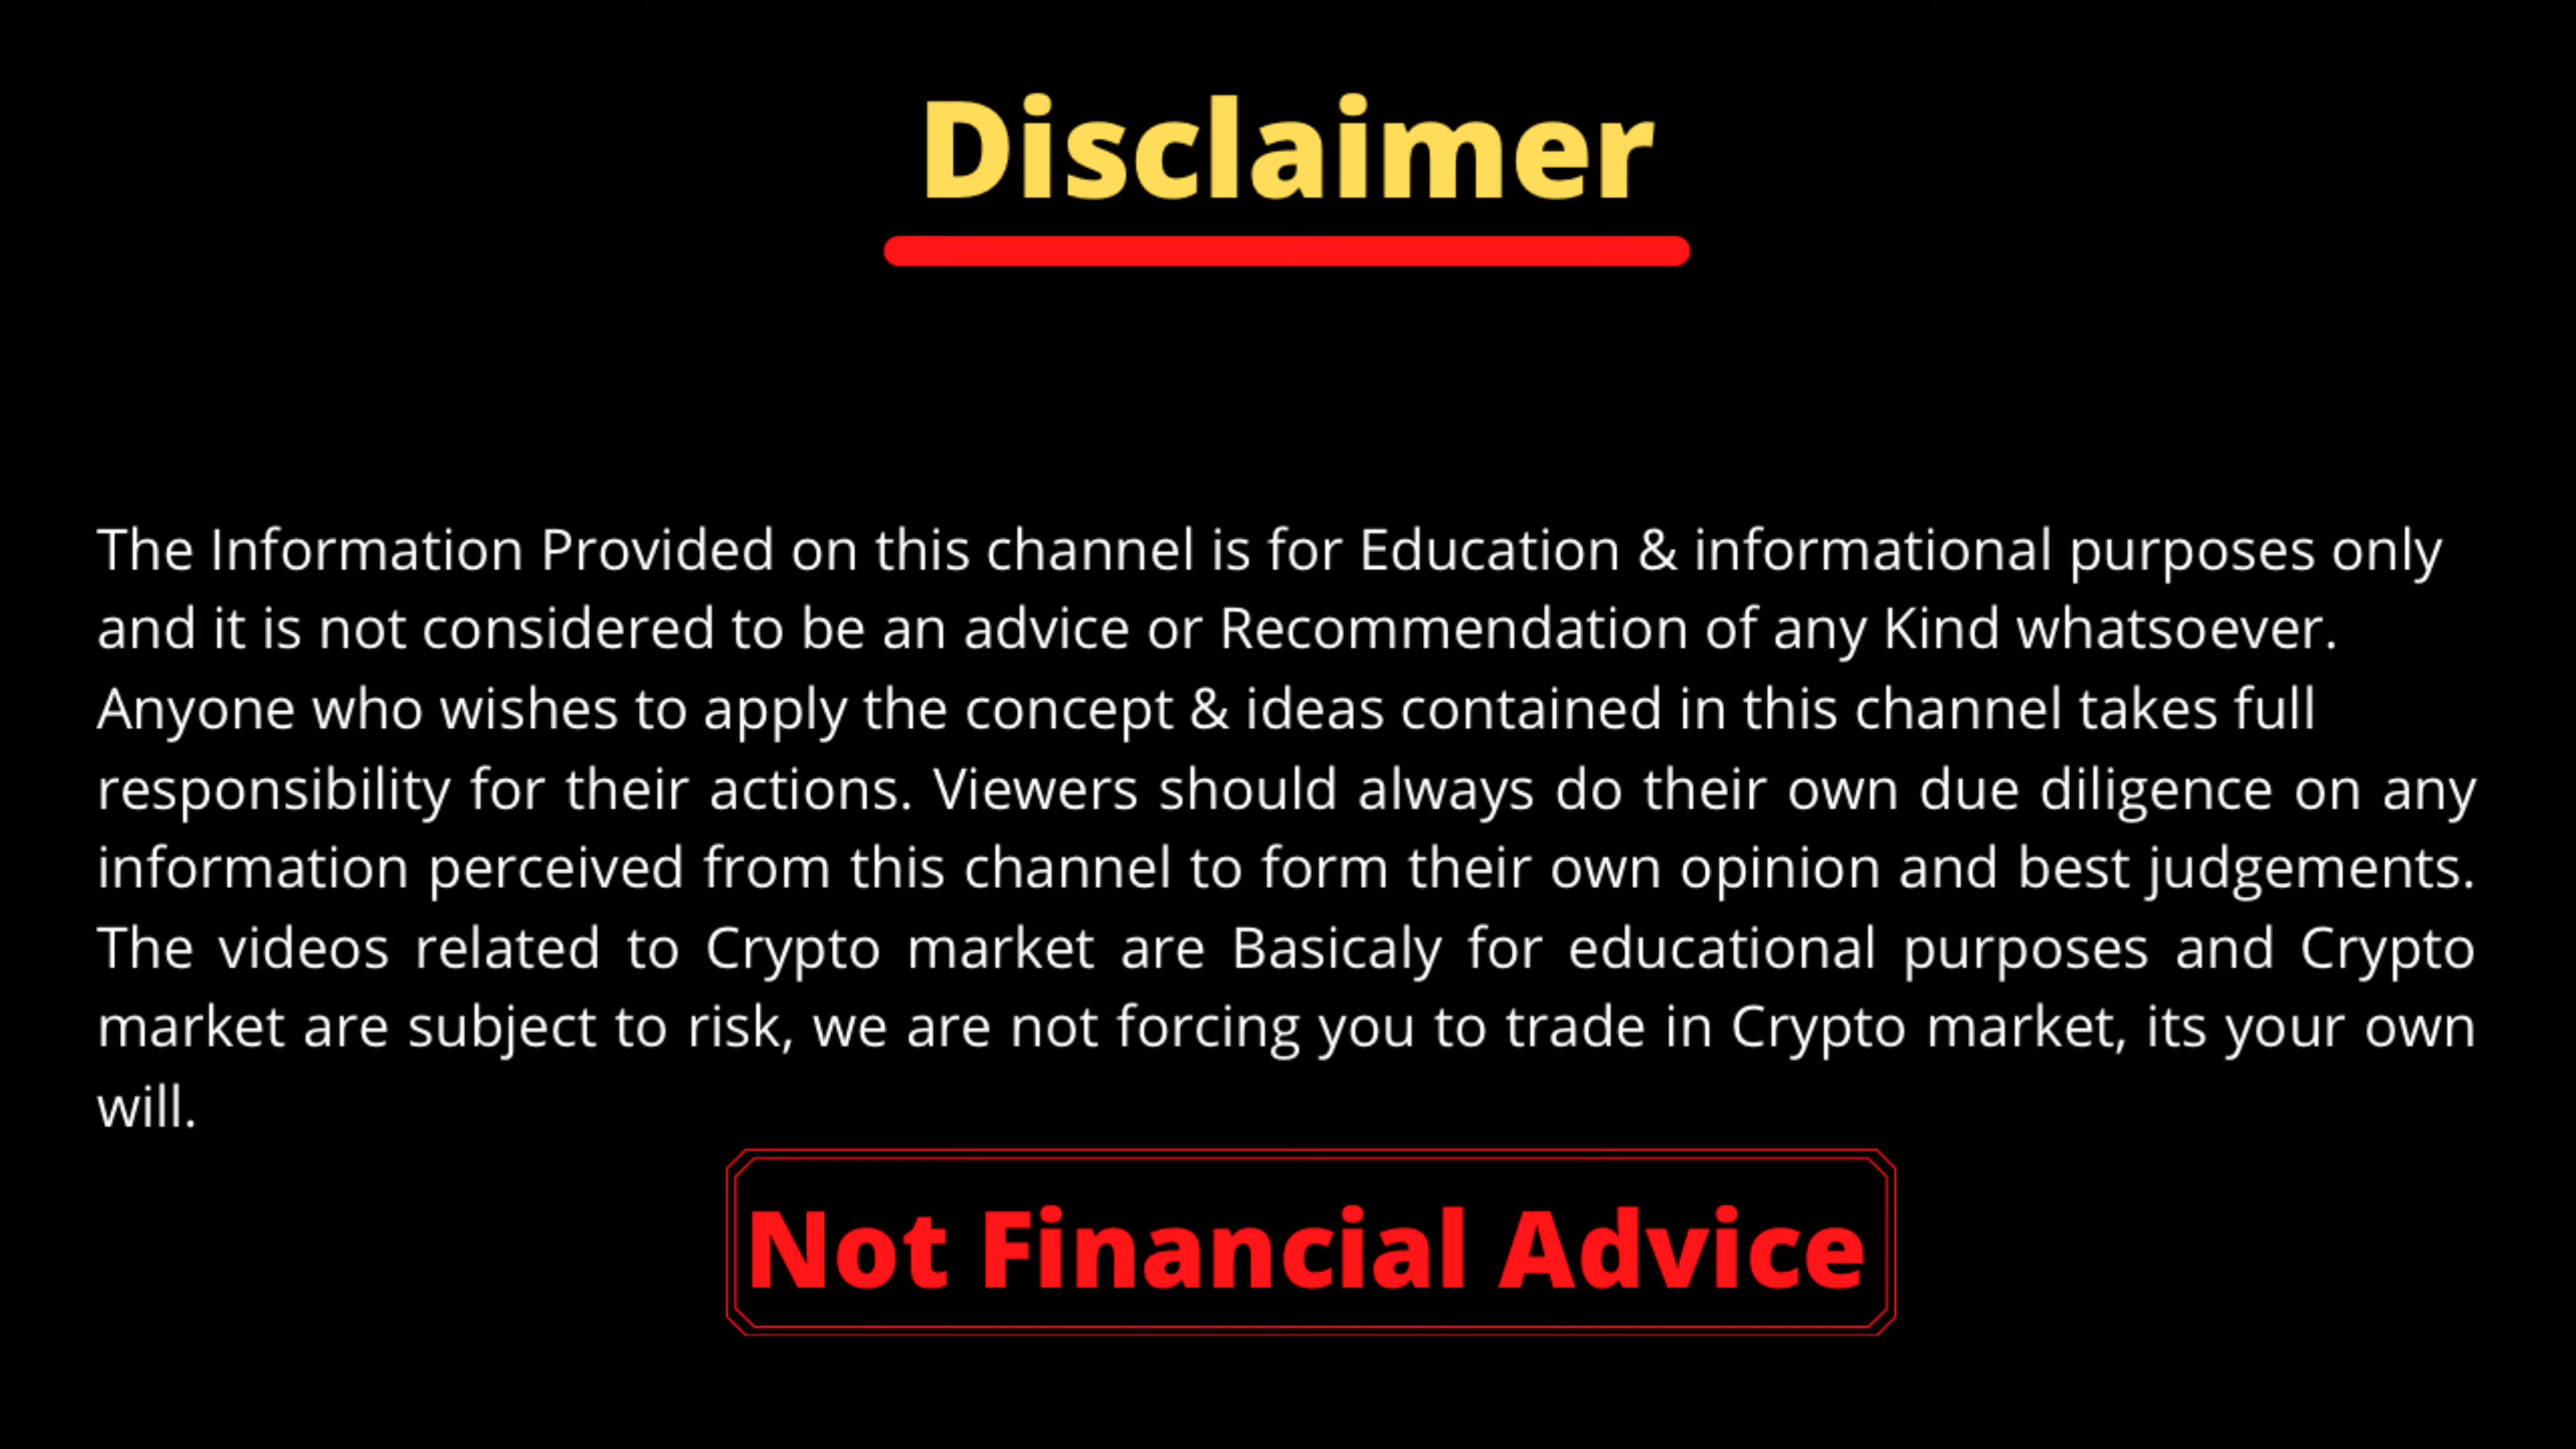 Disclaimer
The Information Provided on this channel is for Education & informational purposes only
and it is not considered to be an advice or Recommendation of any Kind whatsoever.
Anyone who wishes to apply the concept & ideas contained in this channel takes full
responsibility for their actions. Viewers should always do their own due diligence on any
information perceived from this channel to form their own opinion and best judgements.
The videos related to Crypto market are Basicaly for educational purposes and Crypto
market are subject to risk, we are not forcing you to trade in Crypto market, its your own
will.
Not Financial Advice